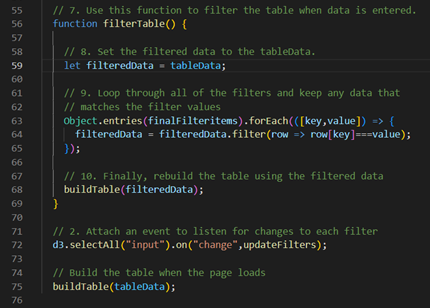 55 // 7. Use this function to filter the table when data is entered.
56 function filterTable() {
57
58 // 8. Set the filtered data to the tableData.
59 let filteredData = tableData;
60
61 // 9. Loop through all of the filters and keep any data that
62 // matches the filter values
63 Object.entries(finalFilteritems).forEach(([key,value]) => {
64 filteredData = filteredData.filter(row => row[key]===value);
65 });
66
67 // 10. Finally, rebuild the table using the filtered data
68 buildTable(filteredData);
69 }
70
71 // 2. Attach an event to listen for changes to each filter
72 d3.selectAll("input").on("change",updateFilters);
73
74 // Build the table when the page loads
75 buildTable(tableData);
76